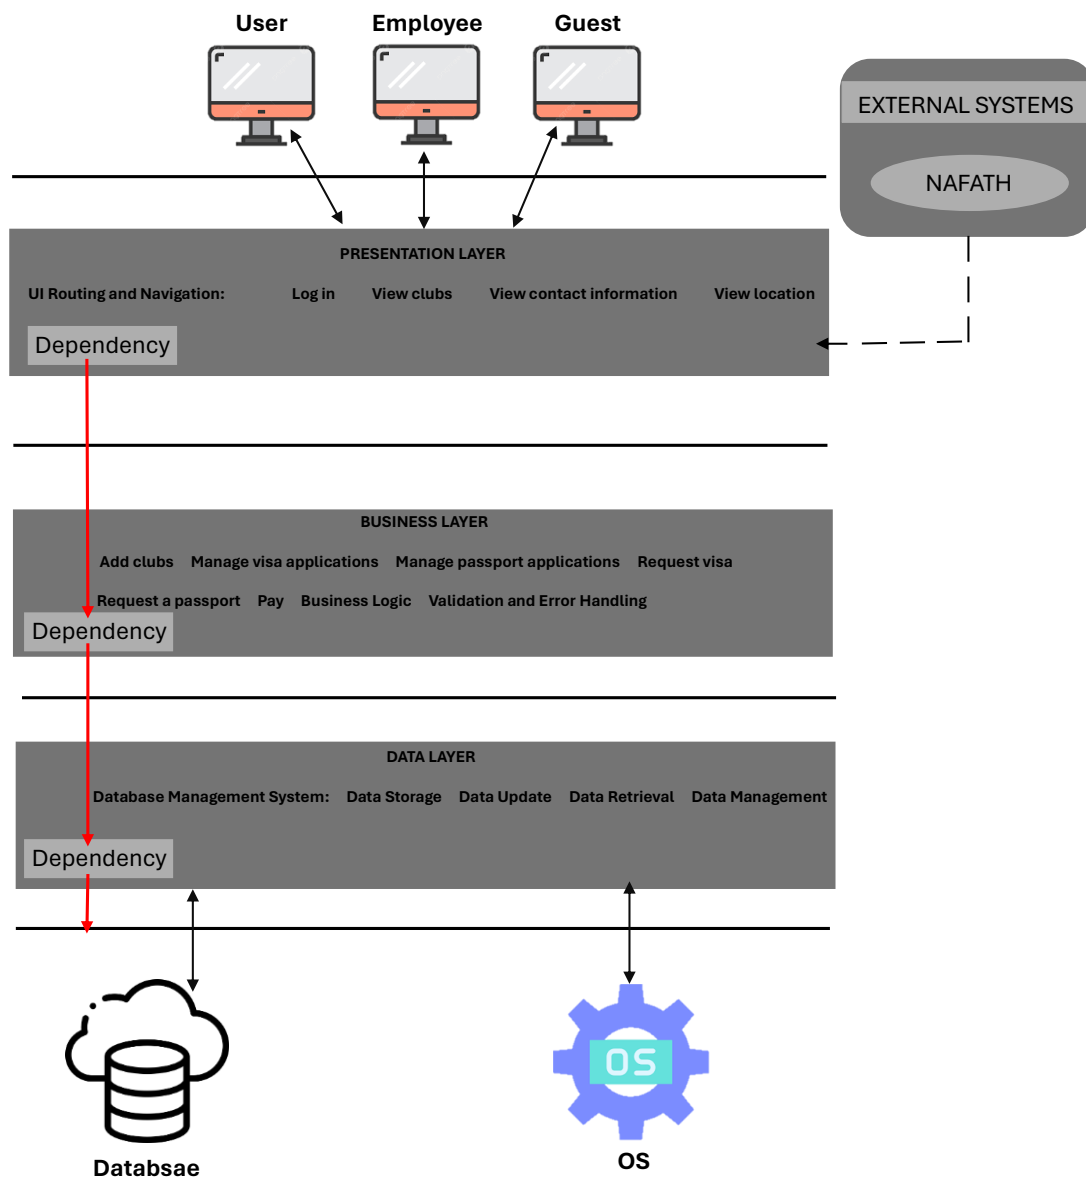 User Employee Guest
EXTERNAL SYSTEMS
NAFATH
PRESENTATION LAYER
UI Routing and Navigation: Log in View clubs View contact information View location
Dependency
BUSINESS LAYER
Add clubs Manage visa applications Manage passport applications Request visa
Request a passport Pay Business Logic Validation and Error Handling
Dependency
DATA LAYER
Database Management System: Data Storage Data Update Data Retrieval Data Management
Dependency
OS
Databsae
OS